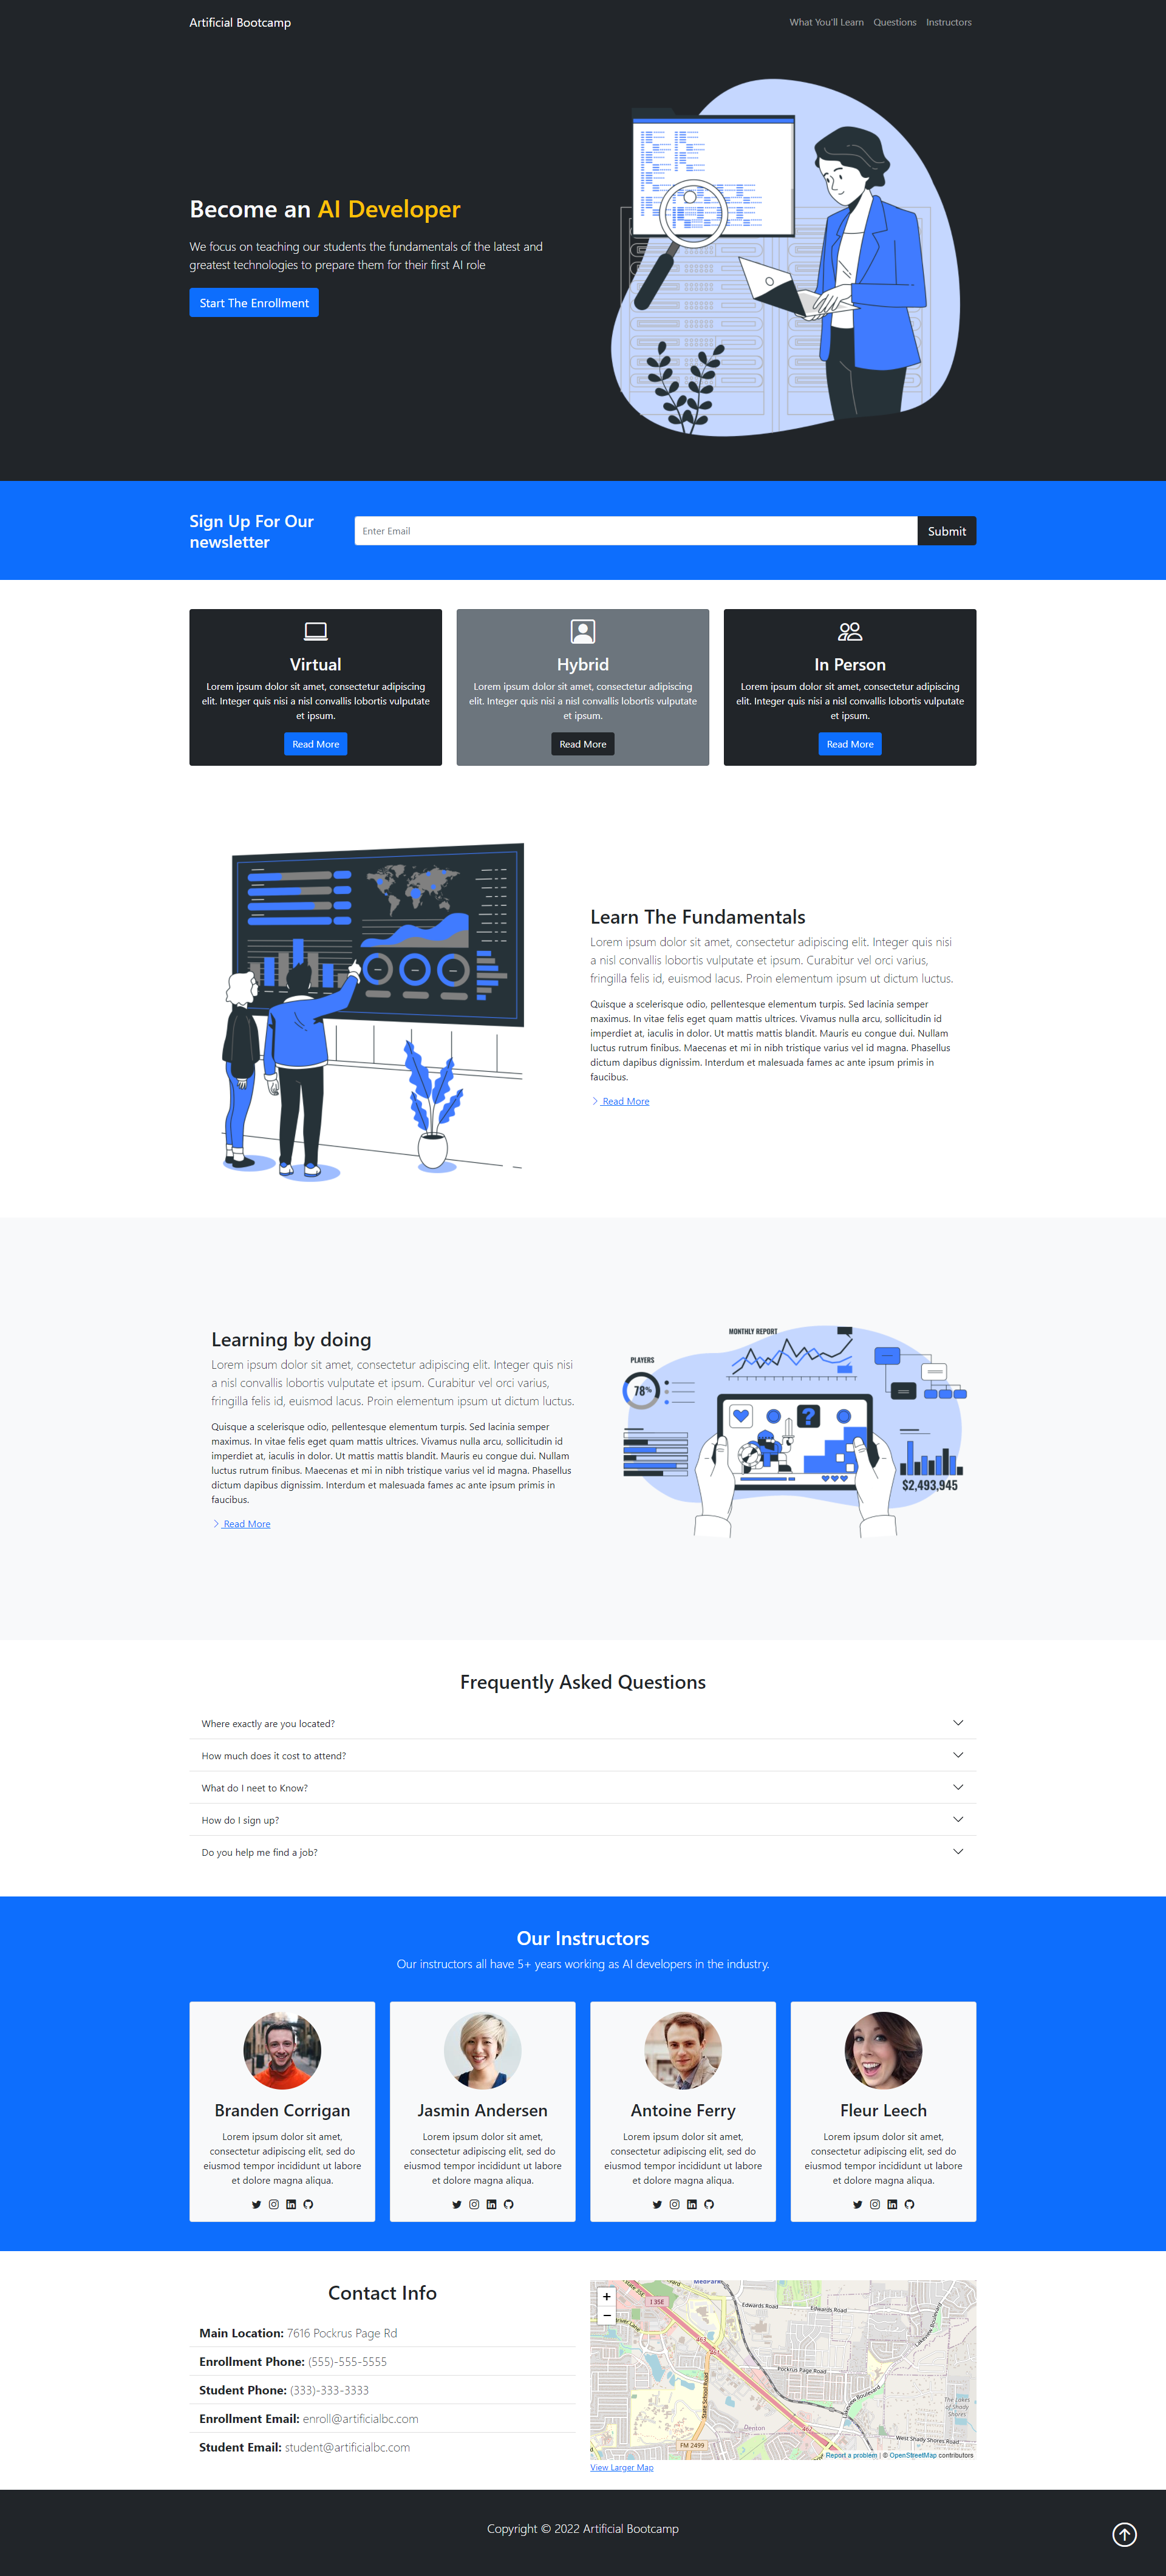 Artificial Bootcamp
What You'll Learn
Questions
Instructors
Become an AI Developer
We focus on teaching our students the fundamentals of the latest and
greatest technologies to prepare them for their first AI role
Start The Enrollment
Sign Up For Our
newsletter
Enter Email
Submit
Virtual
Lorem ipsum dolor sit amet, consectetur adipiscing
elit. Integer quis nisi a nisl convallis lobortis vulputate
et ipsum.
Read More
Hybrid
Lorem ipsum dolor sit amet, consectetur adipiscing
elit. Integer quis nisi a nisl convallis lobortis vulputate
et ipsum.
Read More
In Person
Lorem ipsum dolor sit amet, consectetur adipiscing
elit. Integer quis nisi a nisl convallis lobortis vulputate
et ipsum.
Read More
Learn The Fundamentals
Lorem ipsum dolor sit amet, consectetur adipiscing elit. Integer quis nisi
a nisl convallis lobortis vulputate et ipsum. Curabitur vel orci varius,
fringilla felis id, euismod lacus. Proin elementum ipsum ut dictum luctus.
Quisque a scelerisque odio, pellentesque elementum turpis. Sed lacinia semper
maximus. In vitae felis eget quam mattis ultrices. Vivamus nulla arcu, sollicitudin id
imperdiet at, iaculis in dolor. Ut mattis mattis blandit. Mauris eu congue dui. Nullam
luctus rutrum finibus. Maecenas et mi in nibh tristique varius vel id magna. Phasellus
dictum dapibus dignissim. Interdum et malesuada fames ac ante ipsum primis in
faucibus.
Read More
Learning by doing
Lorem ipsum dolor sit amet, consectetur adipiscing elit. Integer quis nisi
a nisl convallis lobortis vulputate et ipsum. Curabitur vel orci varius,
fringilla felis id, euismod lacus. Proin elementum ipsum ut dictum luctus.
Quisque a scelerisque odio, pellentesque elementum turpis. Sed lacinia semper
maximus. In vitae felis eget quam mattis ultrices. Vivamus nulla arcu, sollicitudin id
imperdiet at, iaculis in dolor. Ut mattis mattis blandit. Mauris eu congue dui. Nullam
luctus rutrum finibus. Maecenas et mi in nibh tristique varius vel id magna. Phasellus
dictum dapibus dignissim. Interdum et malesuada fames ac ante ipsum primis in
faucibus.
Read More
MONTHLY REPORT
PLAYERS
78%
?
$2,493,945
Frequently Asked Questions
Where exactly are you located?
How much does it cost to attend?
What do I neet to Know?
How do I sign up?
Do you help me find a job?
Our Instructors
Our instructors all have 5+ years working as AI developers in the industry.
Branden Corrigan
Lorem ipsum dolor sit amet,
consectetur adipiscing elit, sed do
eiusmod tempor incididunt ut labore
et dolore magna aliqua.
Jasmin Andersen
Lorem ipsum dolor sit amet,
consectetur adipiscing elit, sed do
eiusmod tempor incididunt ut labore
et dolore magna aliqua.
Antoine Ferry
Lorem ipsum dolor sit amet,
consectetur adipiscing elit, sed do
eiusmod tempor incididunt ut labore
et dolore magna aliqua.
Fleur Leech
Lorem ipsum dolor sit amet,
consectetur adipiscing elit, sed do
eiusmod tempor incididunt ut labore
et dolore magna aliqua.
Contact Info
Main Location: 7616 Pockrus Page Rd
Enrollment Phone: (555)-555-5555
Student Phone: (333)-333-3333
Enrollment Email: enroll@artificialbc.com
Student Email: student@artificialbc.com
+
−
I 35E
Edwards Road
Edwards Road
Lakeview Boulevard
463
461
Pockrus Page Road
State School Road
Lakeview Boulevard
The Lakes
of Shady
Shores
Denton
462
West Shady Shores Road
FM 2499
Report a problem | © OpenStreetMap contributors
View Larger Map
Copyright © 2022 Artificial Bootcamp